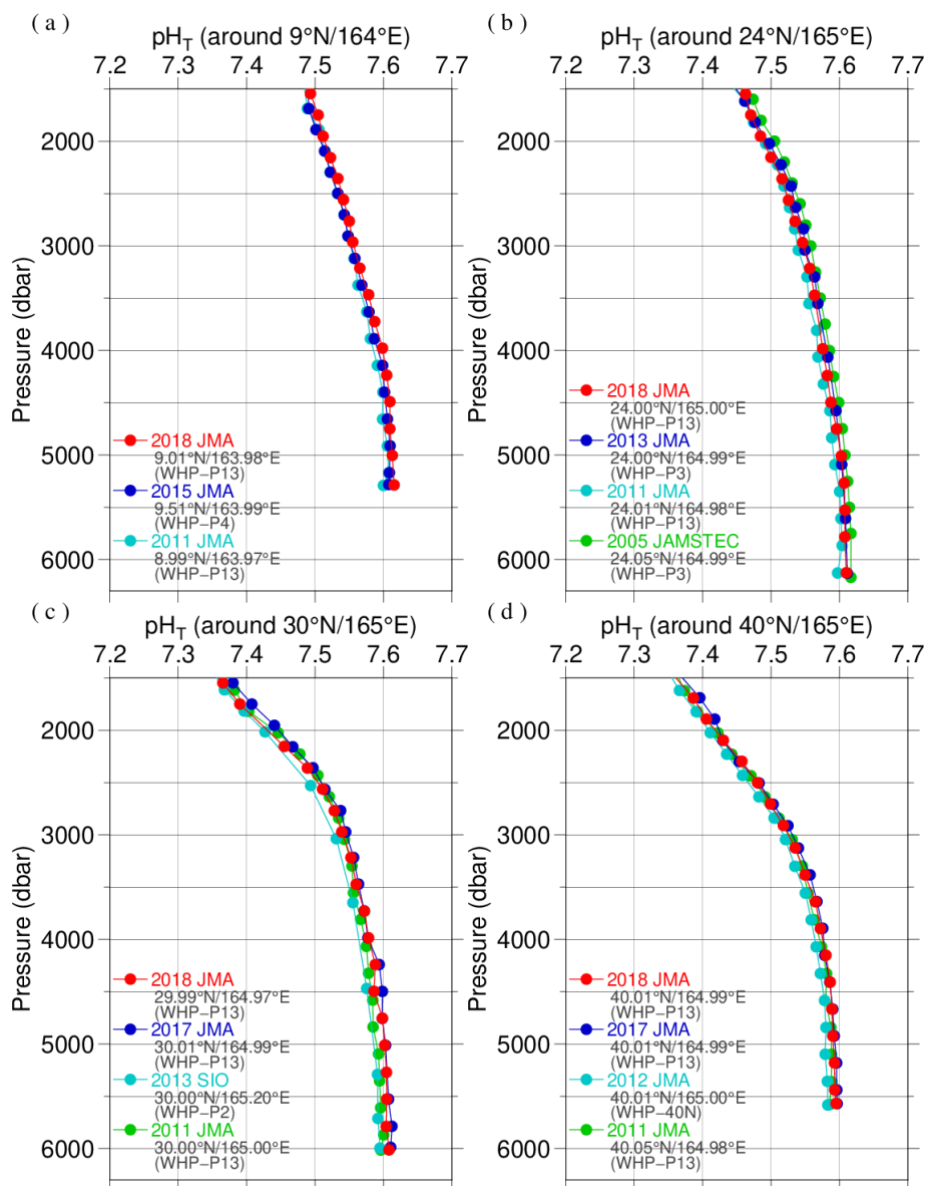 ( a )
pH_T (around 9°N/164°E)
7.2 7.3 7.4 7.5 7.6 7.7
Pressure (dbar)
2000
3000
4000
5000
6000
2018 JMA
9.01°N/163.98°E
(WHP−P13)
2015 JMA
9.51°N/163.99°E
(WHP−P4)
2011 JMA
8.99°N/163.97°E
(WHP−P13)
( b )
pH_T (around 24°N/165°E)
7.2 7.3 7.4 7.5 7.6 7.7
Pressure (dbar)
2000
3000
4000
5000
6000
2018 JMA
24.00°N/165.00°E
(WHP−P13)
2013 JMA
24.00°N/164.99°E
(WHP−P3)
2011 JMA
24.01°N/164.98°E
(WHP−P13)
2005 JAMSTEC
24.05°N/164.99°E
(WHP−P3)
( c )
pH_T (around 30°N/165°E)
7.2 7.3 7.4 7.5 7.6 7.7
Pressure (dbar)
2000
3000
4000
5000
6000
2018 JMA
29.99°N/164.97°E
(WHP−P13)
2017 JMA
30.01°N/164.99°E
(WHP−P13)
2013 SIO
30.00°N/165.20°E
(WHP−P2)
2011 JMA
30.00°N/165.00°E
(WHP−P13)
( d )
pH_T (around 40°N/165°E)
7.2 7.3 7.4 7.5 7.6 7.7
Pressure (dbar)
2000
3000
4000
5000
6000
2018 JMA
40.01°N/164.99°E
(WHP−P13)
2017 JMA
40.01°N/164.99°E
(WHP−P13)
2012 JMA
40.01°N/165.00°E
(WHP−40N)
2011 JMA
40.05°N/164.98°E
(WHP−P13)